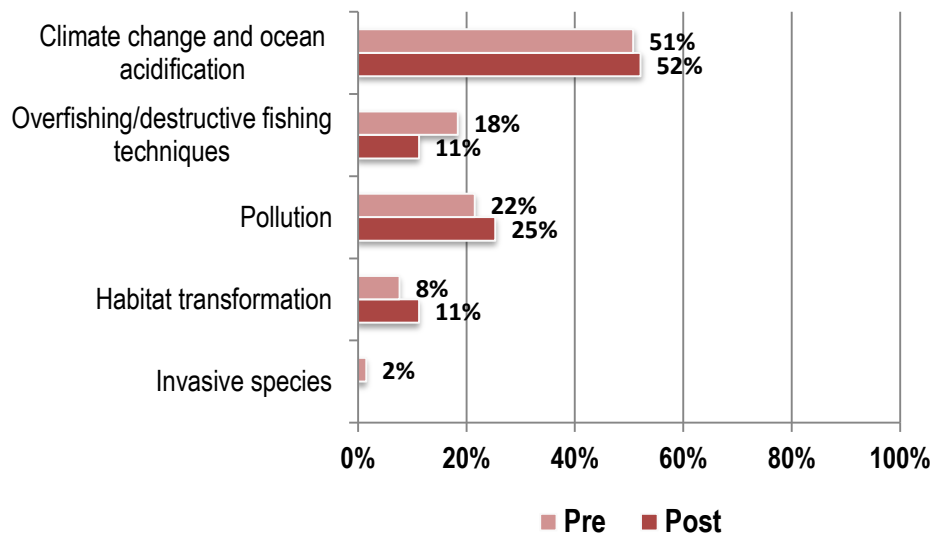 Climate change and ocean
acidification
51%
52%
Overfishing/destructive fishing
techniques
18%
11%
Pollution
22%
25%
Habitat transformation
8%
11%
Invasive species
2%
0% 20% 40% 60% 80% 100%
Pre Post